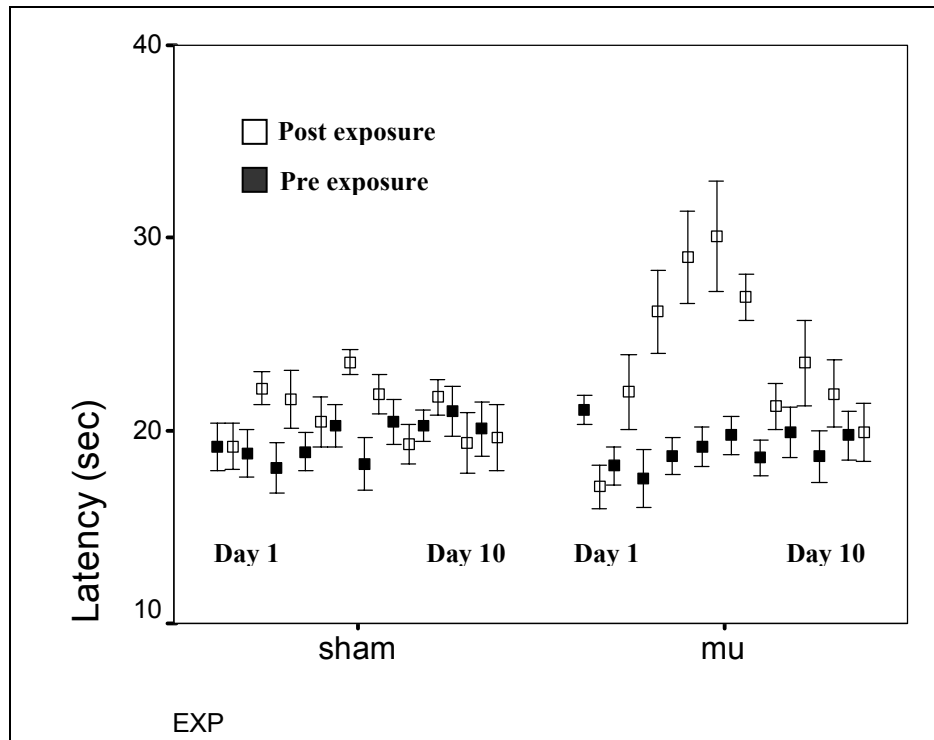 40
Post exposure
Pre exposure
30
20
Latency (sec)
Day 1
Day 10
Day 1
Day 10
10
sham
mu
EXP